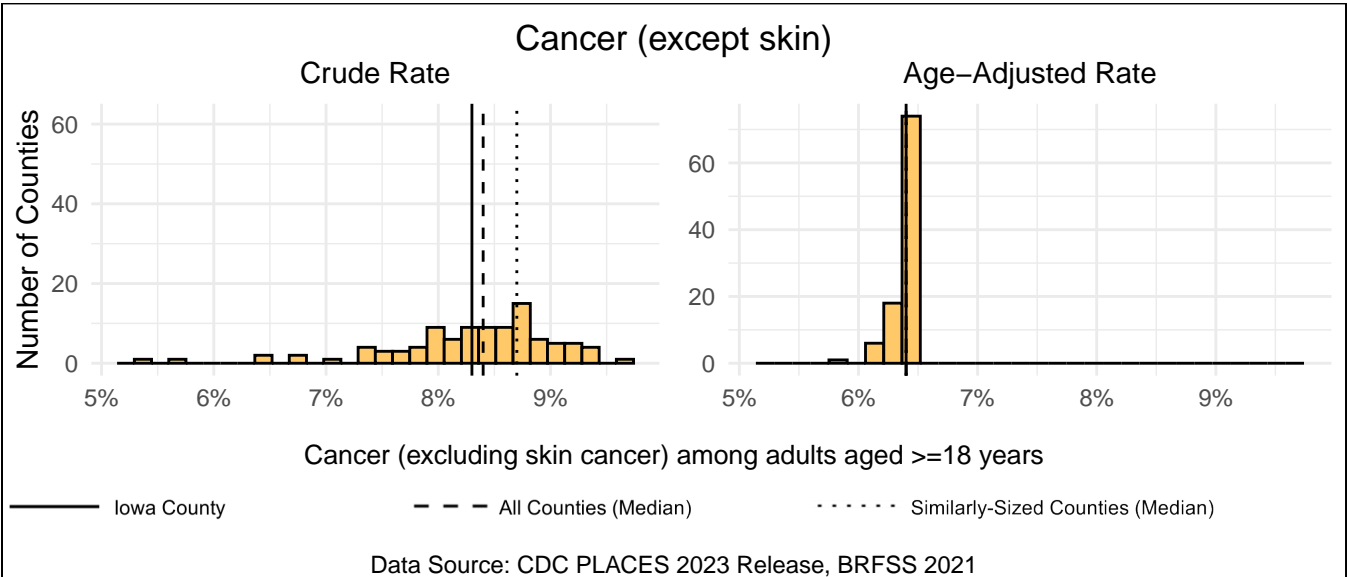 Cancer (except skin)
Crude Rate
Age−Adjusted Rate
Number of Counties
60
40
20
0
5%
6%
7%
8%
9%
60
40
20
0
5%
6%
7%
8%
9%
Cancer (excluding skin cancer) among adults aged >=18 years
Iowa County
All Counties (Median)
Similarly-Sized Counties (Median)
Data Source: CDC PLACES 2023 Release, BRFSS 2021